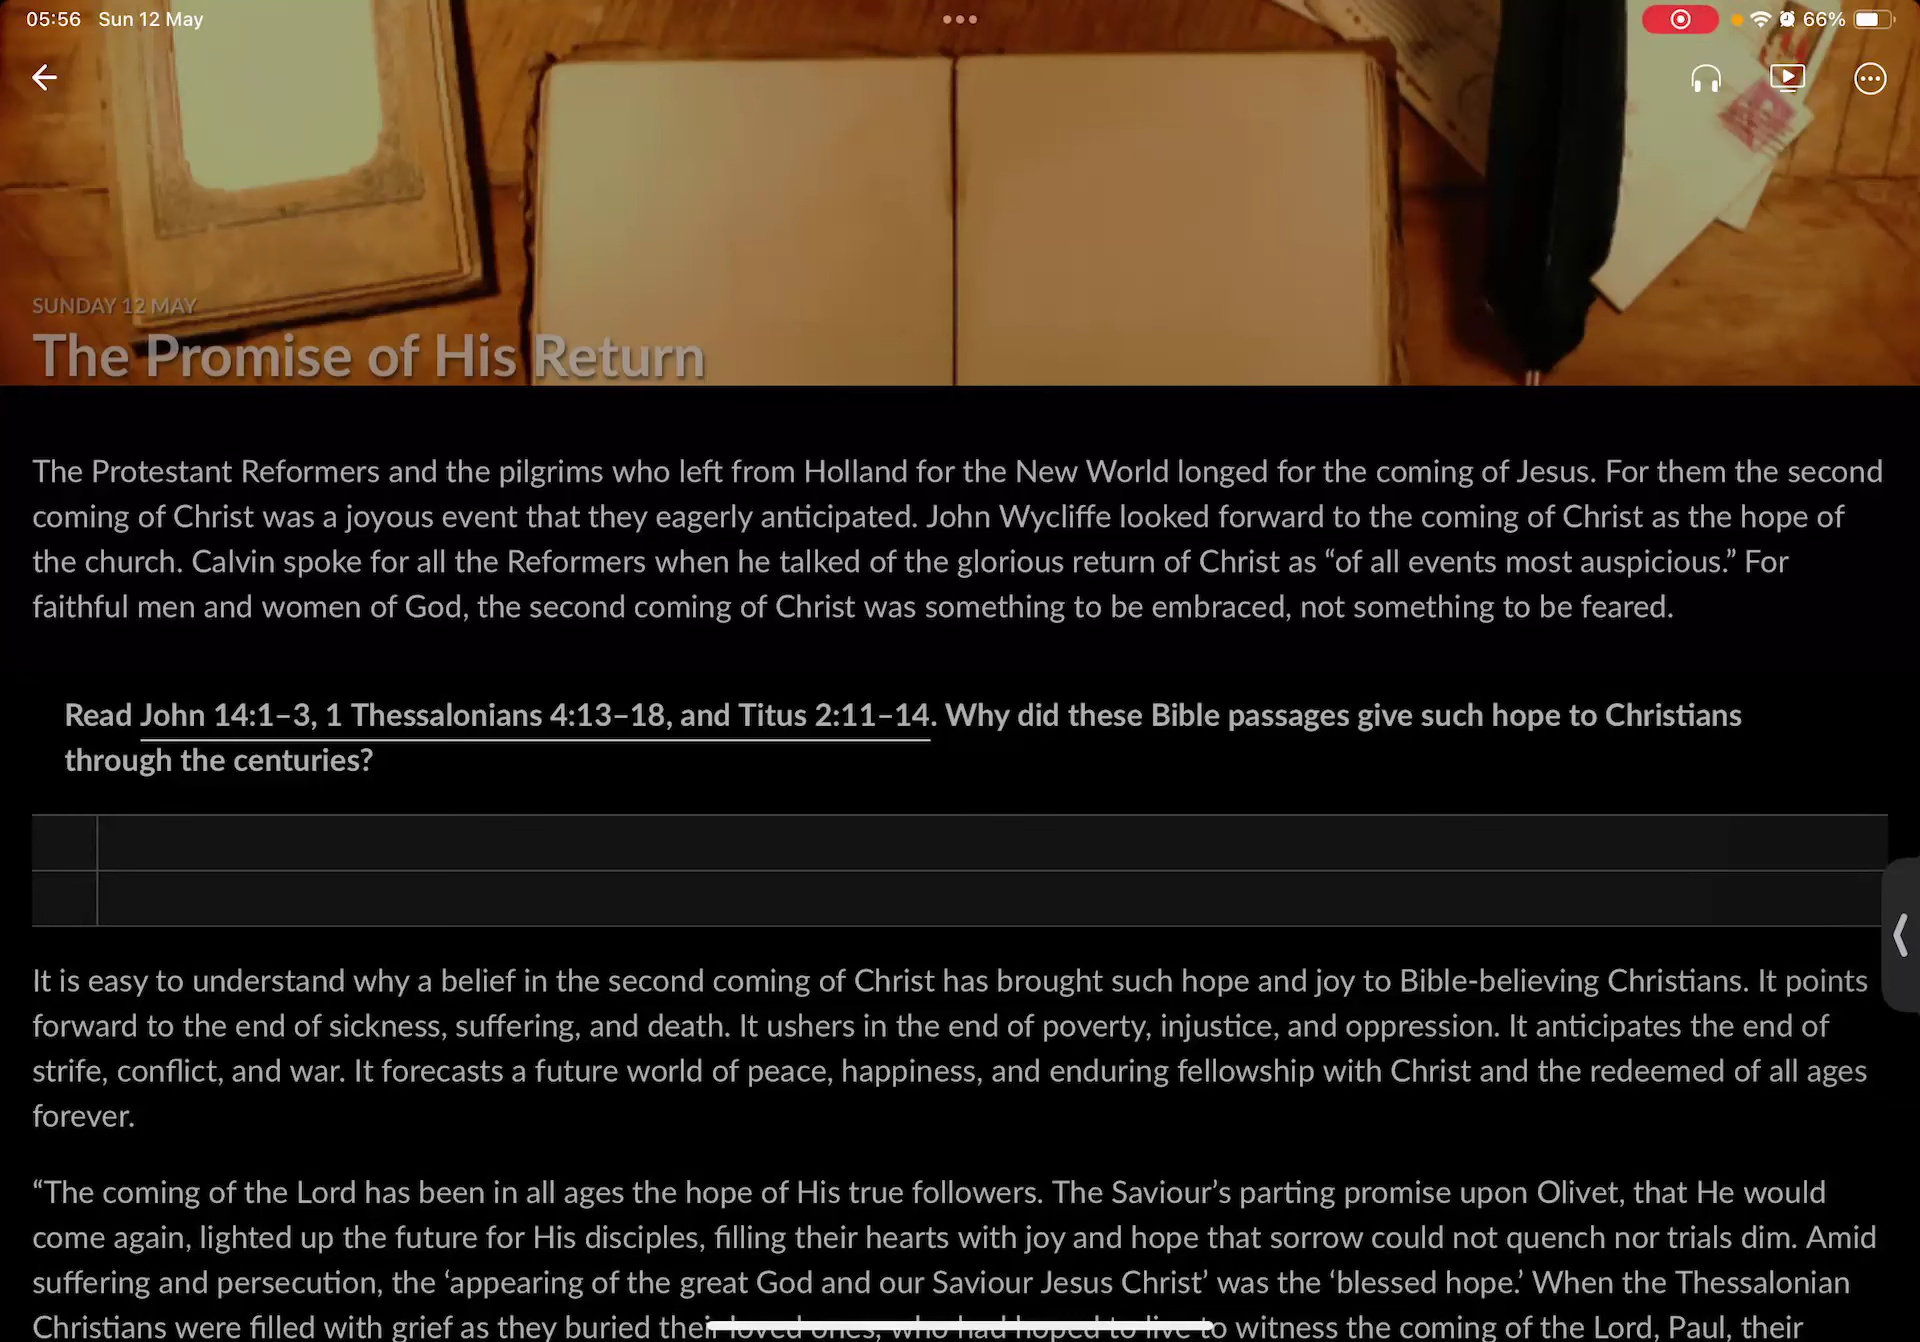 05:56 Sun 12 May
66%
SUNDAY 12 MAY
The Promise of His Return
The Protestant Reformers and the pilgrims who left from Holland for the New World longed for the coming of Jesus. For them the second
coming of Christ was a joyous event that they eagerly anticipated. John Wycliffe looked forward to the coming of Christ as the hope of
the church. Calvin spoke for all the Reformers when he talked of the glorious return of Christ as “of all events most auspicious.” For
faithful men and women of God, the second coming of Christ was something to be embraced, not something to be feared.
Read John 14:1–3, 1 Thessalonians 4:13–18, and Titus 2:11–14. Why did these Bible passages give such hope to Christians
through the centuries?
It is easy to understand why a belief in the second coming of Christ has brought such hope and joy to Bible-believing Christians. It points
forward to the end of sickness, suffering, and death. It ushers in the end of poverty, injustice, and oppression. It anticipates the end of
strife, conflict, and war. It forecasts a future world of peace, happiness, and enduring fellowship with Christ and the redeemed of all ages
forever.
“The coming of the Lord has been in all ages the hope of His true followers. The Saviour’s parting promise upon Olivet, that He would
come again, lighted up the future for His disciples, filling their hearts with joy and hope that sorrow could not quench nor trials dim. Amid
suffering and persecution, the ‘appearing of the great God and our Saviour Jesus Christ’ was the ‘blessed hope.’ When the Thessalonian
Christians were filled with grief as they buried their loved ones, who had hoped to live to witness the coming of the Lord, Paul, their